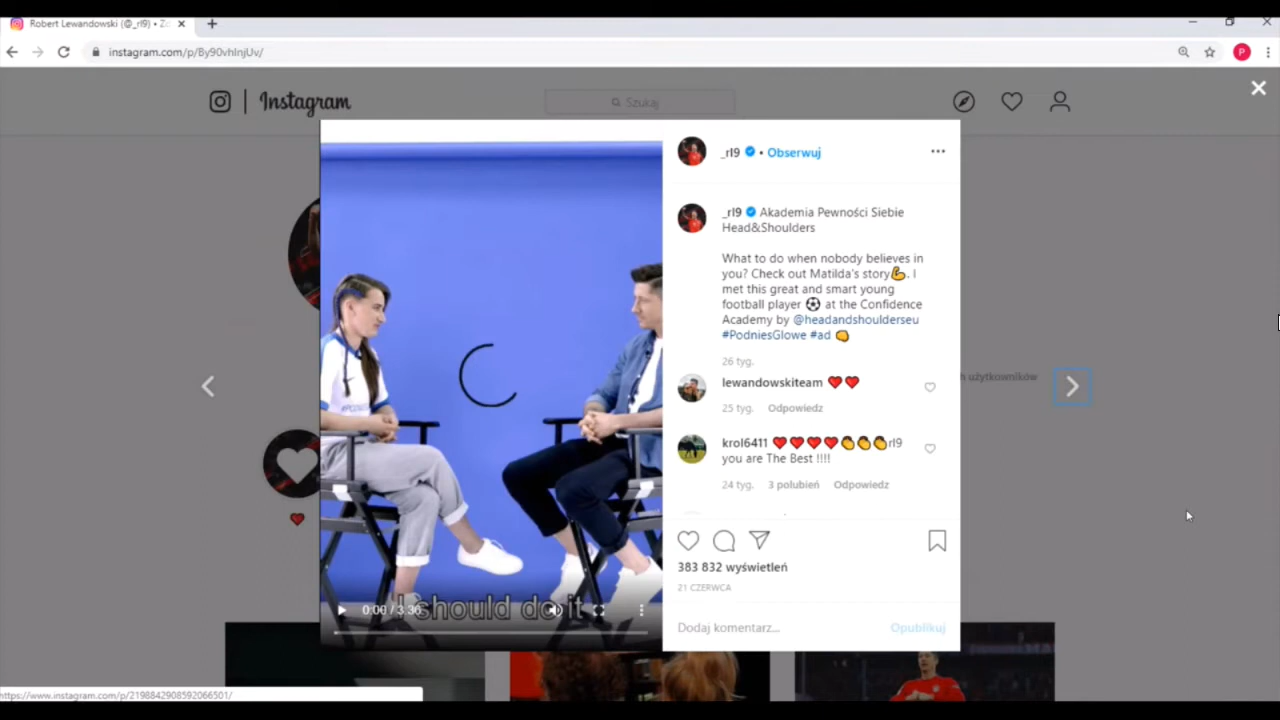 Robert Lewandowski (@_rl9) • Z
instagram.com/p/By90vhInjUv/
P
Instagram
Szukaj
_rl9 • Obserwuj
_rl9 Akademia Pewności Siebie
Head&Shoulders
What to do when nobody believes in
you? Check out Matilda's story💪. I
met this great and smart young
football player ⚽ at the Confidence
Academy by @headandshoulderseu
#PodniesGlowe #ad 👊
26 tyg.
lewandowskiteam ❤️ ❤️
25 tyg. Odpowiedz
krol6411 ❤️❤️❤️❤️👏👏👏rl9
you are The Best !!!!
24 tyg. 3 polubień Odpowiedz
h użytkowników
383 832 wyświetleń
21 CZERWCA
Dodaj komentarz... Opublikuj
0:00 / 3:36
I should do it
https://www.instagram.com/p/2198842908592066501/